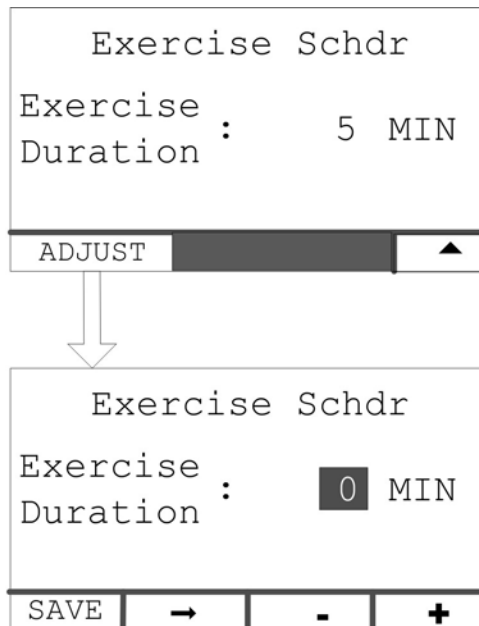 Exercise Schdr
Exercise
Duration : 5 MIN
ADJUST ▲
Exercise Schdr
Exercise
Duration : 0 MIN
SAVE → - +